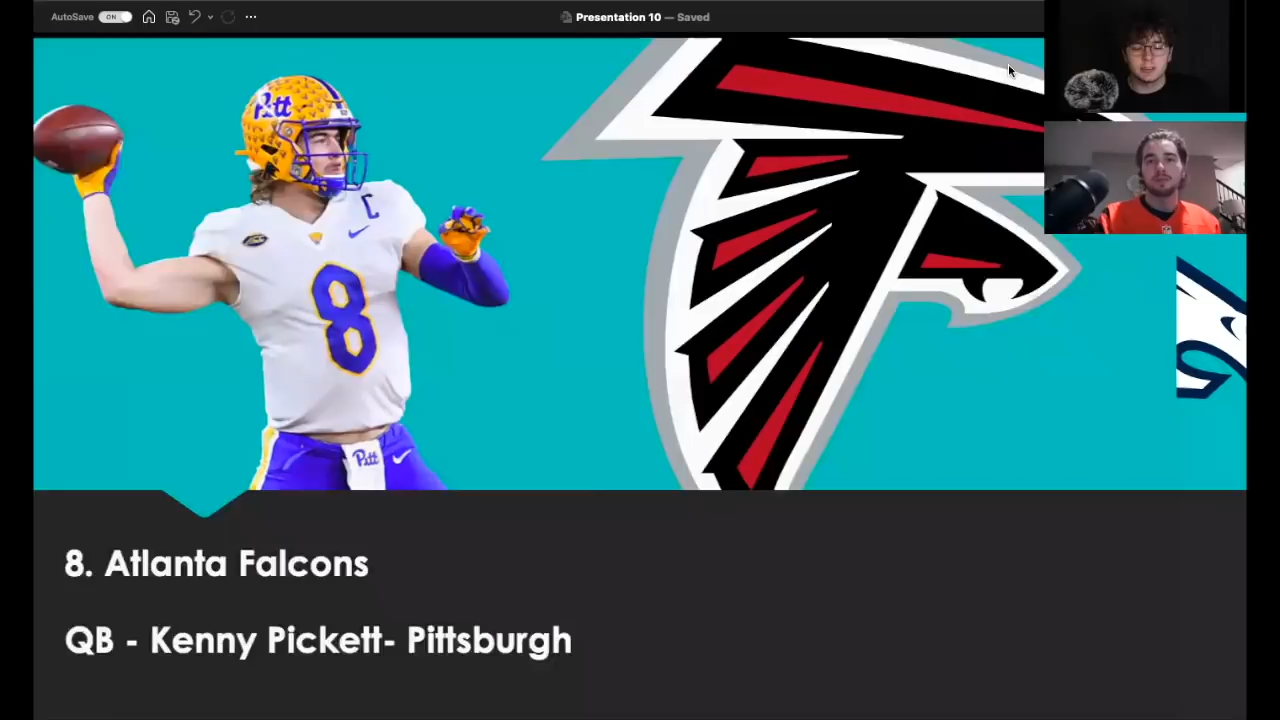 AutoSave ON Presentation 10 — Saved
Pitt
C
8
Pitt
8. Atlanta Falcons
QB - Kenny Pickett- Pittsburgh